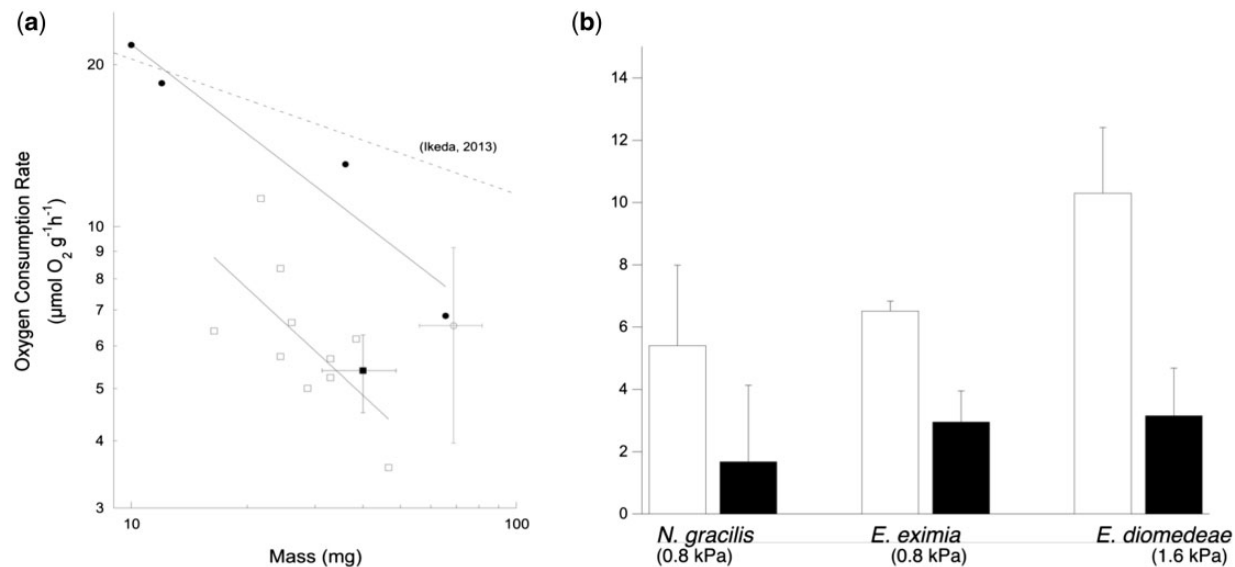 (a)
(b)
Oxygen Consumption Rate
(µmol O2 g-1h-1)
20
10
9
8
7
6
5
4
3
(Ikeda, 2013)
10
100
Mass (mg)
14
12
10
8
6
4
2
0
N. gracilis
(0.8 kPa)
E. eximia
(0.8 kPa)
E. diomedeae
(1.6 kPa)